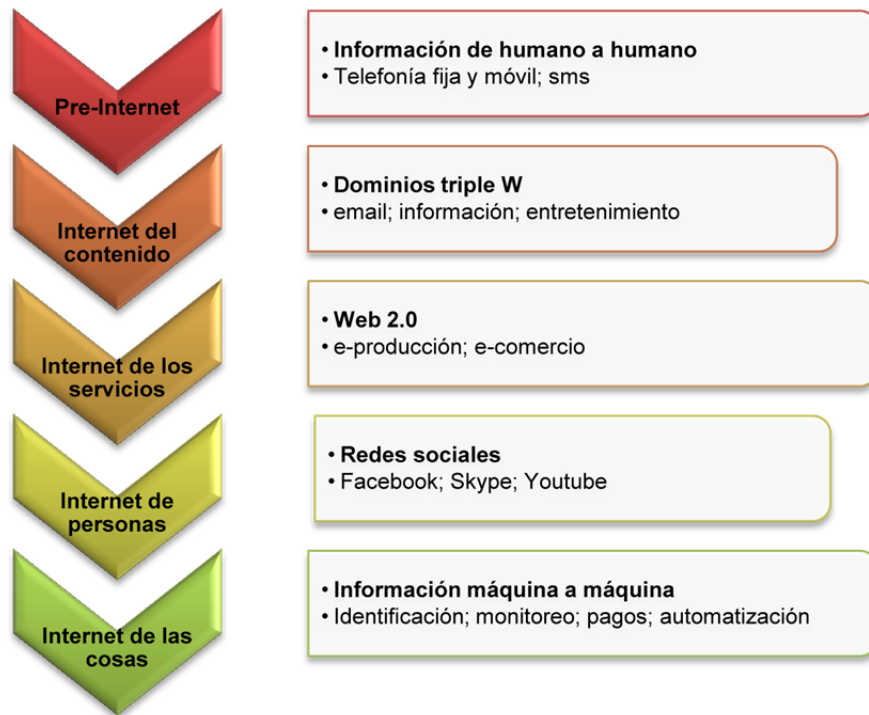 Pre-Internet
• Información de humano a humano
• Telefonía fija y móvil; sms
Internet del
contenido
• Dominios triple W
• email; información; entretenimiento
Internet de los
servicios
• Web 2.0
• e-producción; e-comercio
Internet de
personas
• Redes sociales
• Facebook; Skype; Youtube
Internet de las
cosas
• Información máquina a máquina
• Identificación; monitoreo; pagos; automatización